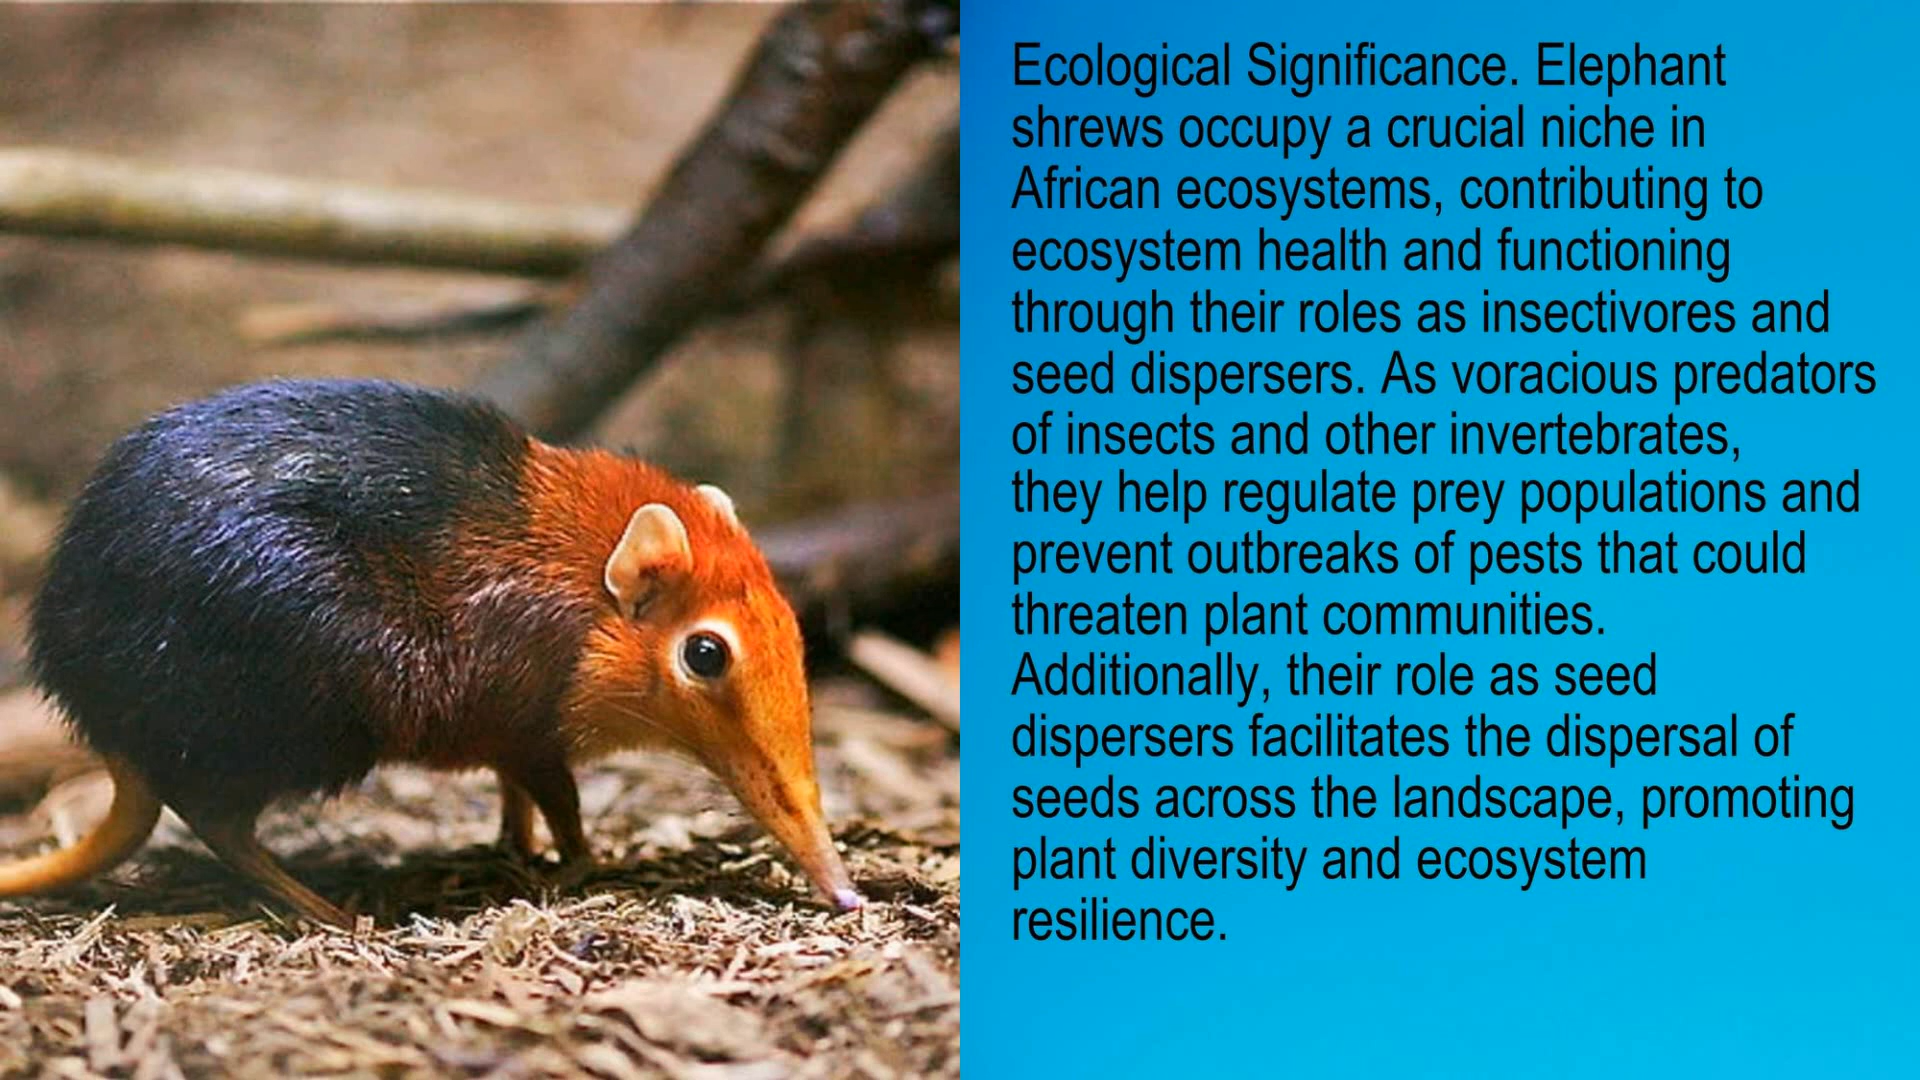 Ecological Significance. Elephant
shrews occupy a crucial niche in
African ecosystems, contributing to
ecosystem health and functioning
through their roles as insectivores and
seed dispersers. As voracious predators
of insects and other invertebrates,
they help regulate prey populations and
prevent outbreaks of pests that could
threaten plant communities.
Additionally, their role as seed
dispersers facilitates the dispersal of
seeds across the landscape, promoting
plant diversity and ecosystem
resilience.